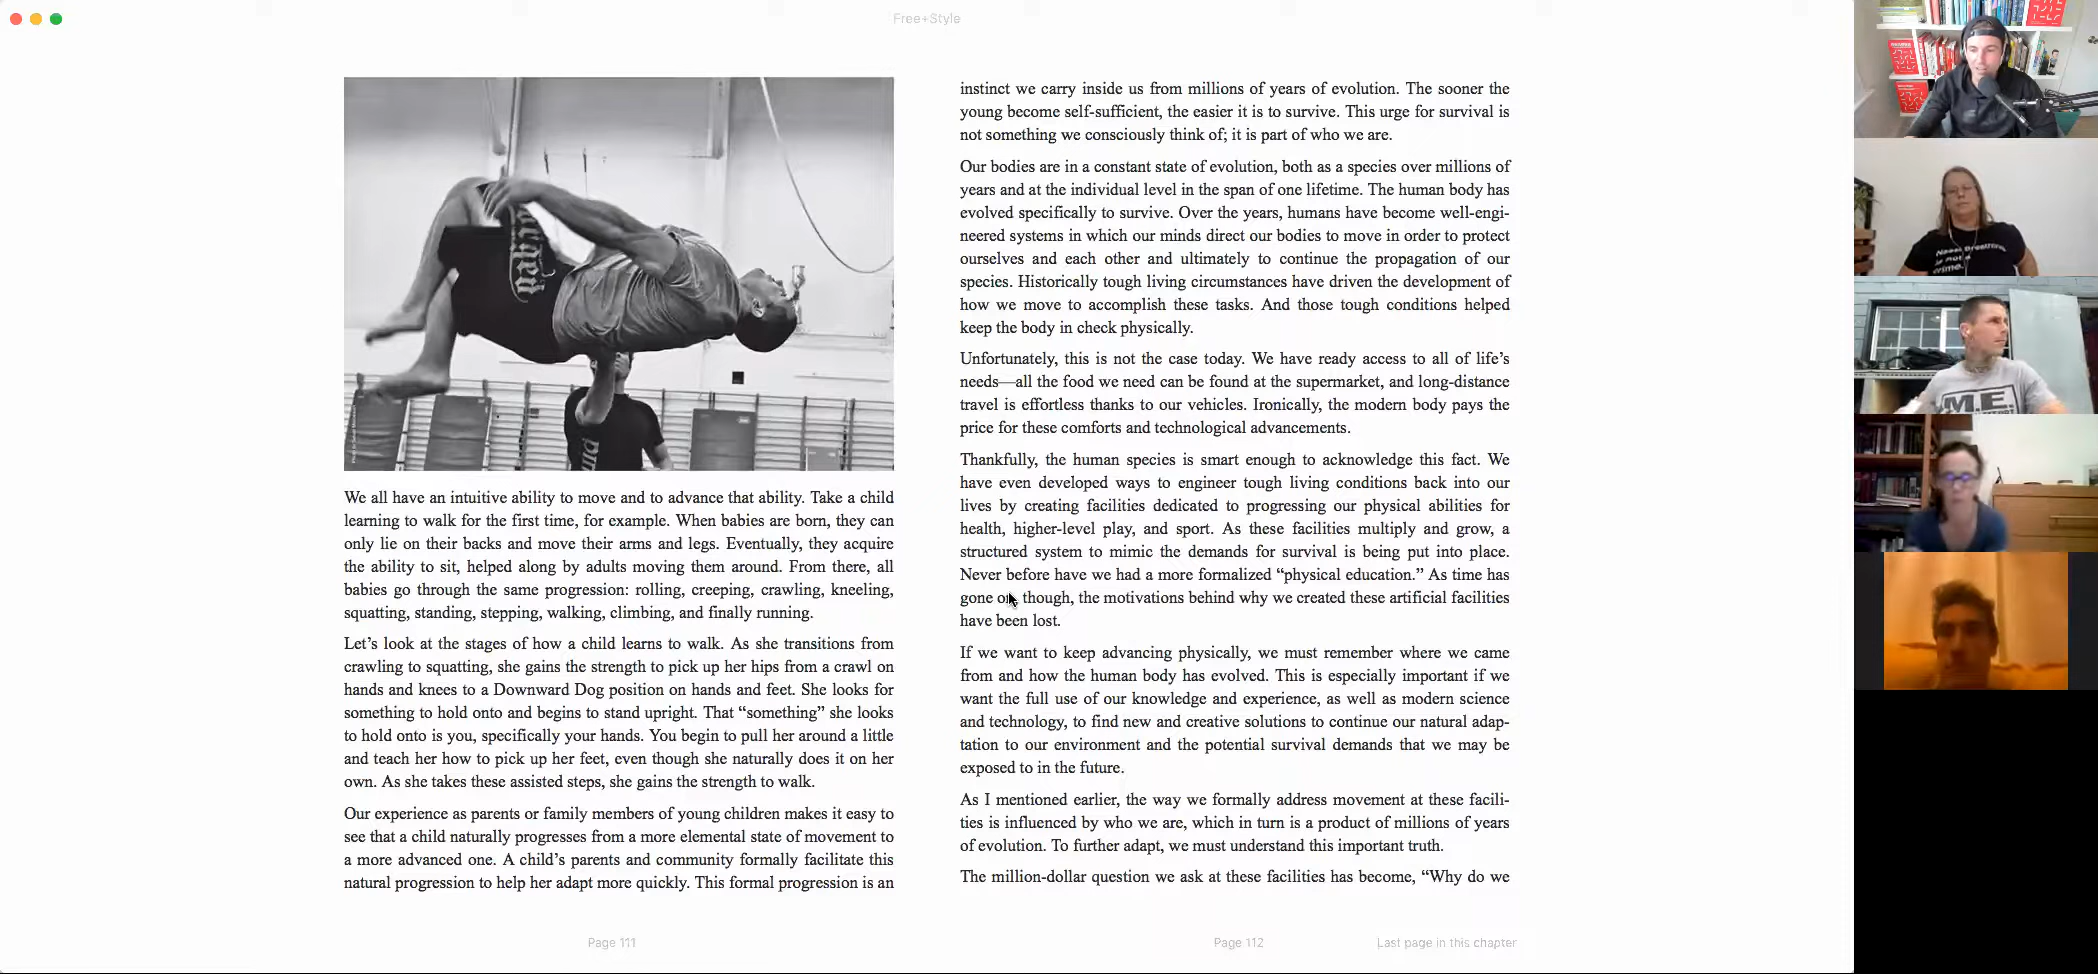 Free+Style
We all have an intuitive ability to move and to advance that ability. Take a child
learning to walk for the first time, for example. When babies are born, they can
only lie on their backs and move their arms and legs. Eventually, they acquire
the ability to sit, helped along by adults moving them around. From there, all
babies go through the same progression: rolling, creeping, crawling, kneeling,
squatting, standing, stepping, walking, climbing, and finally running.
Let’s look at the stages of how a child learns to walk. As she transitions from
crawling to squatting, she gains the strength to pick up her hips from a crawl on
hands and knees to a Downward Dog position on hands and feet. She looks for
something to hold onto and begins to stand upright. That “something” she looks
to hold onto is you, specifically your hands. You begin to pull her around a little
and teach her how to pick up her feet, even though she naturally does it on her
own. As she takes these assisted steps, she gains the strength to walk.
Our experience as parents or family members of young children makes it easy to
see that a child naturally progresses from a more elemental state of movement to
a more advanced one. A child’s parents and community formally facilitate this
natural progression to help her adapt more quickly. This formal progression is an
Page 111
instinct we carry inside us from millions of years of evolution. The sooner the
young become self-sufficient, the easier it is to survive. This urge for survival is
not something we consciously think of; it is part of who we are.
Our bodies are in a constant state of evolution, both as a species over millions of
years and at the individual level in the span of one lifetime. The human body has
evolved specifically to survive. Over the years, humans have become well-engi-
neered systems in which our minds direct our bodies to move in order to protect
ourselves and each other and ultimately to continue the propagation of our
species. Historically tough living circumstances have driven the development of
how we move to accomplish these tasks. And those tough conditions helped
keep the body in check physically.
Unfortunately, this is not the case today. We have ready access to all of life’s
needs—all the food we need can be found at the supermarket, and long-distance
travel is effortless thanks to our vehicles. Ironically, the modern body pays the
price for these comforts and technological advancements.
Thankfully, the human species is smart enough to acknowledge this fact. We
have even developed ways to engineer tough living conditions back into our
lives by creating facilities dedicated to progressing our physical abilities for
health, higher-level play, and sport. As these facilities multiply and grow, a
structured system to mimic the demands for survival is being put into place.
Never before have we had a more formalized “physical education.” As time has
gone on, though, the motivations behind why we created these artificial facilities
have been lost.
If we want to keep advancing physically, we must remember where we came
from and how the human body has evolved. This is especially important if we
want the full use of our knowledge and experience, as well as modern science
and technology, to find new and creative solutions to continue our natural adap-
tation to our environment and the potential survival demands that we may be
exposed to in the future.
As I mentioned earlier, the way we formally address movement at these facili-
ties is influenced by who we are, which in turn is a product of millions of years
of evolution. To further adapt, we must understand this important truth.
The million-dollar question we ask at these facilities has become, “Why do we
Page 112
Last page in this chapter
is not a
crime.
M.E.